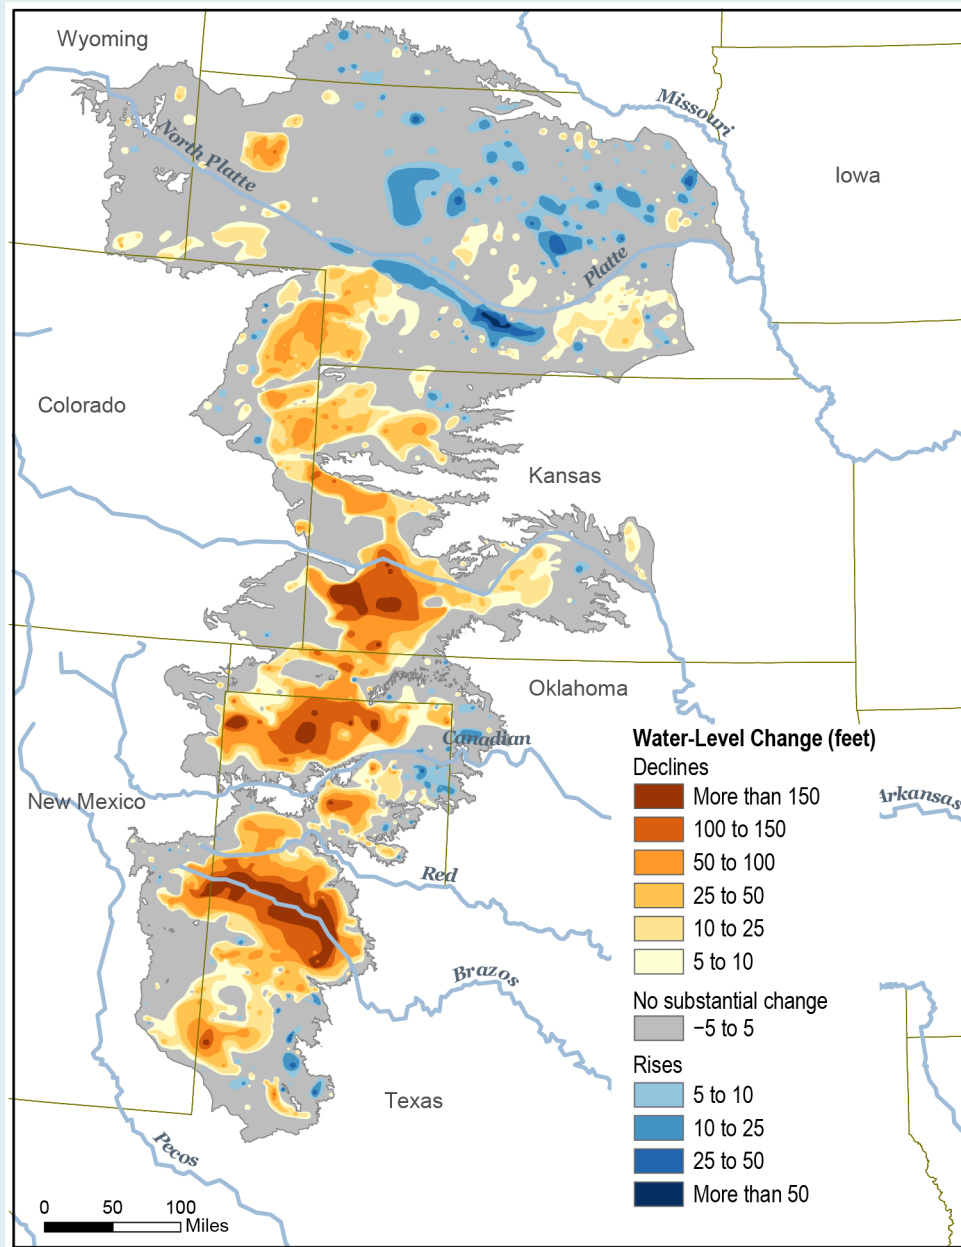 Wyoming
Missouri
North Platte
Iowa
Platte
Colorado
Kansas
Oklahoma
Canadian
New Mexico
Arkansas
Red
Brazos
Texas
Pecos
Water-Level Change (feet)
Declines
More than 150
100 to 150
50 to 100
25 to 50
10 to 25
5 to 10
No substantial change
−5 to 5
Rises
5 to 10
10 to 25
25 to 50
More than 50
0 50 100
Miles